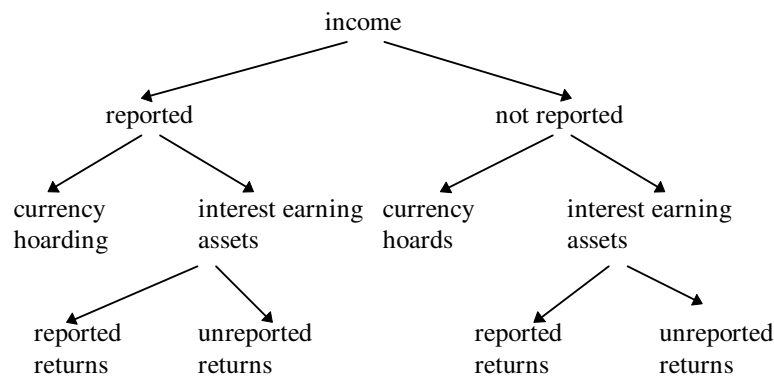 income
reported
not reported
currency
hoarding
interest earning
assets
currency
hoards
interest earning
assets
reported
returns
unreported
returns
reported
returns
unreported
returns